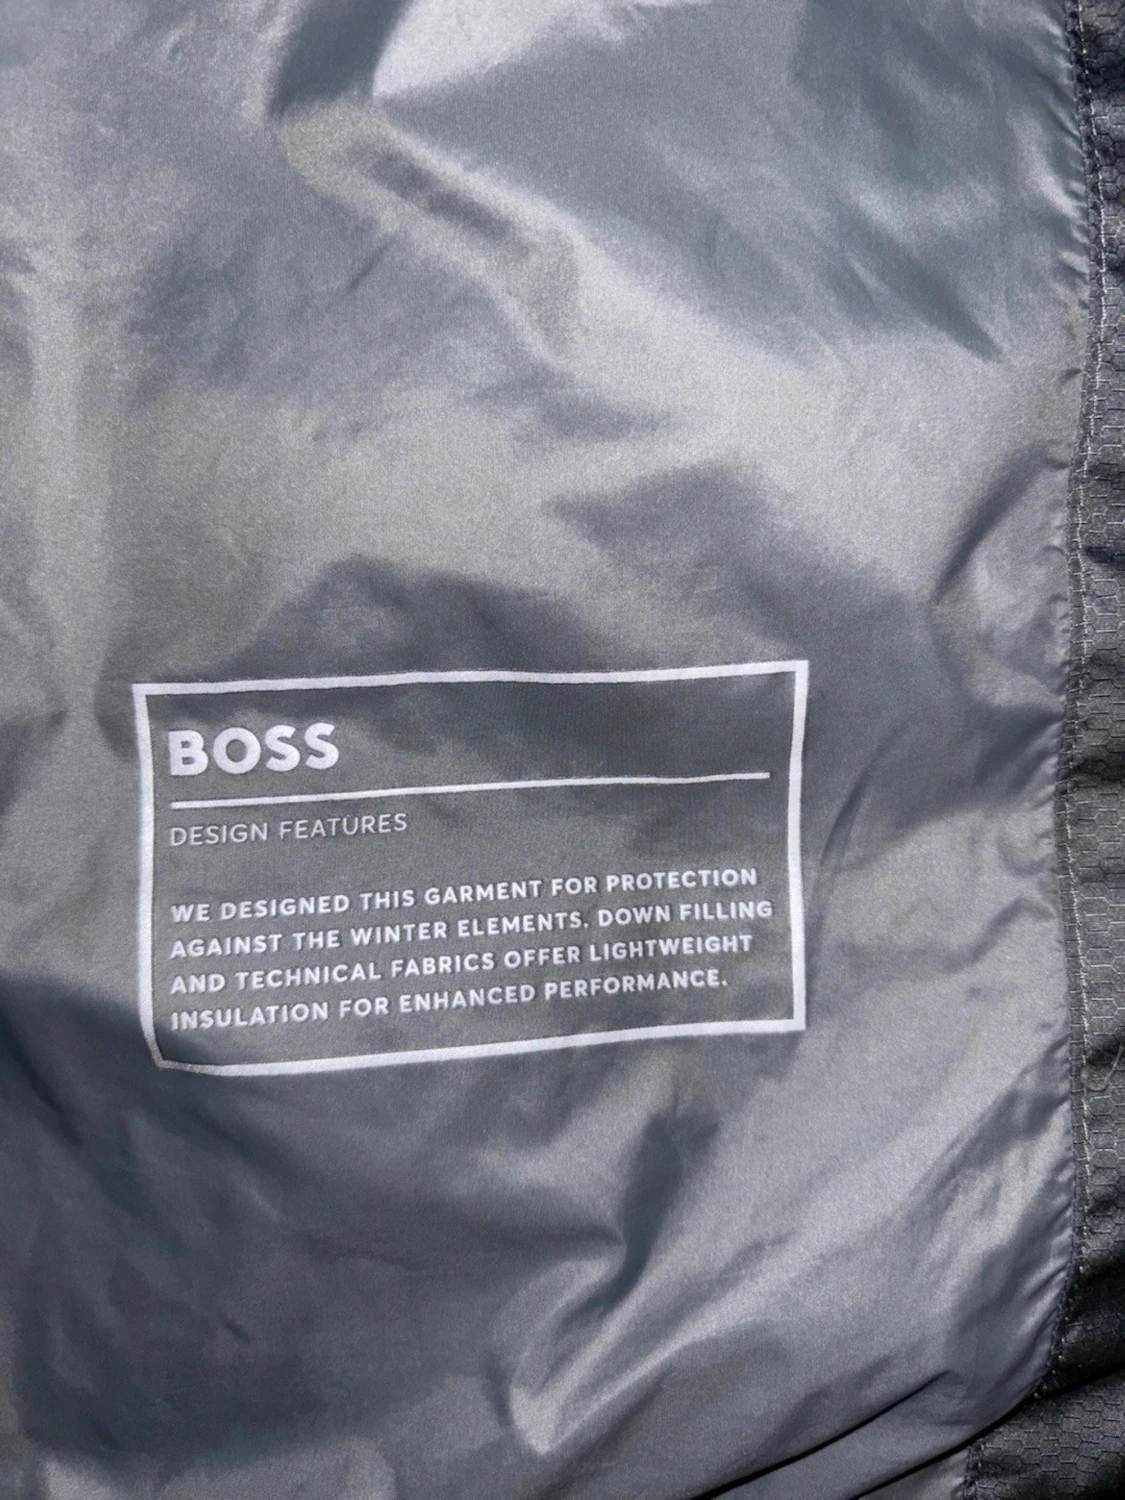 BOSS
DESIGN FEATURES
WE DESIGNED THIS GARMENT FOR PROTECTION
AGAINST THE WINTER ELEMENTS. DOWN FILLING
AND TECHNICAL FABRICS OFFER LIGHTWEIGHT
INSULATION FOR ENHANCED PERFORMANCE.